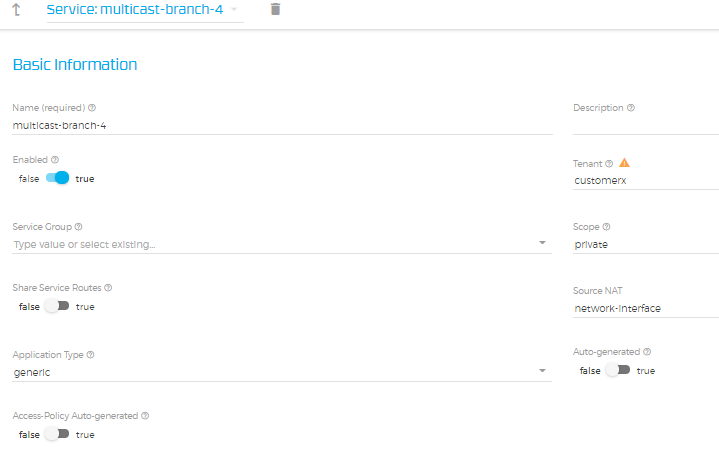 Service: multicast-branch-4
Basic Information
Name (required)
multicast-branch-4
Description
Enabled
false true
Tenant
customerx
Service Group
Type value or select existing...
Scope
private
Share Service Routes
false true
Source NAT
network-interface
Application Type
generic
Auto-generated
false true
Access-Policy Auto-generated
false true